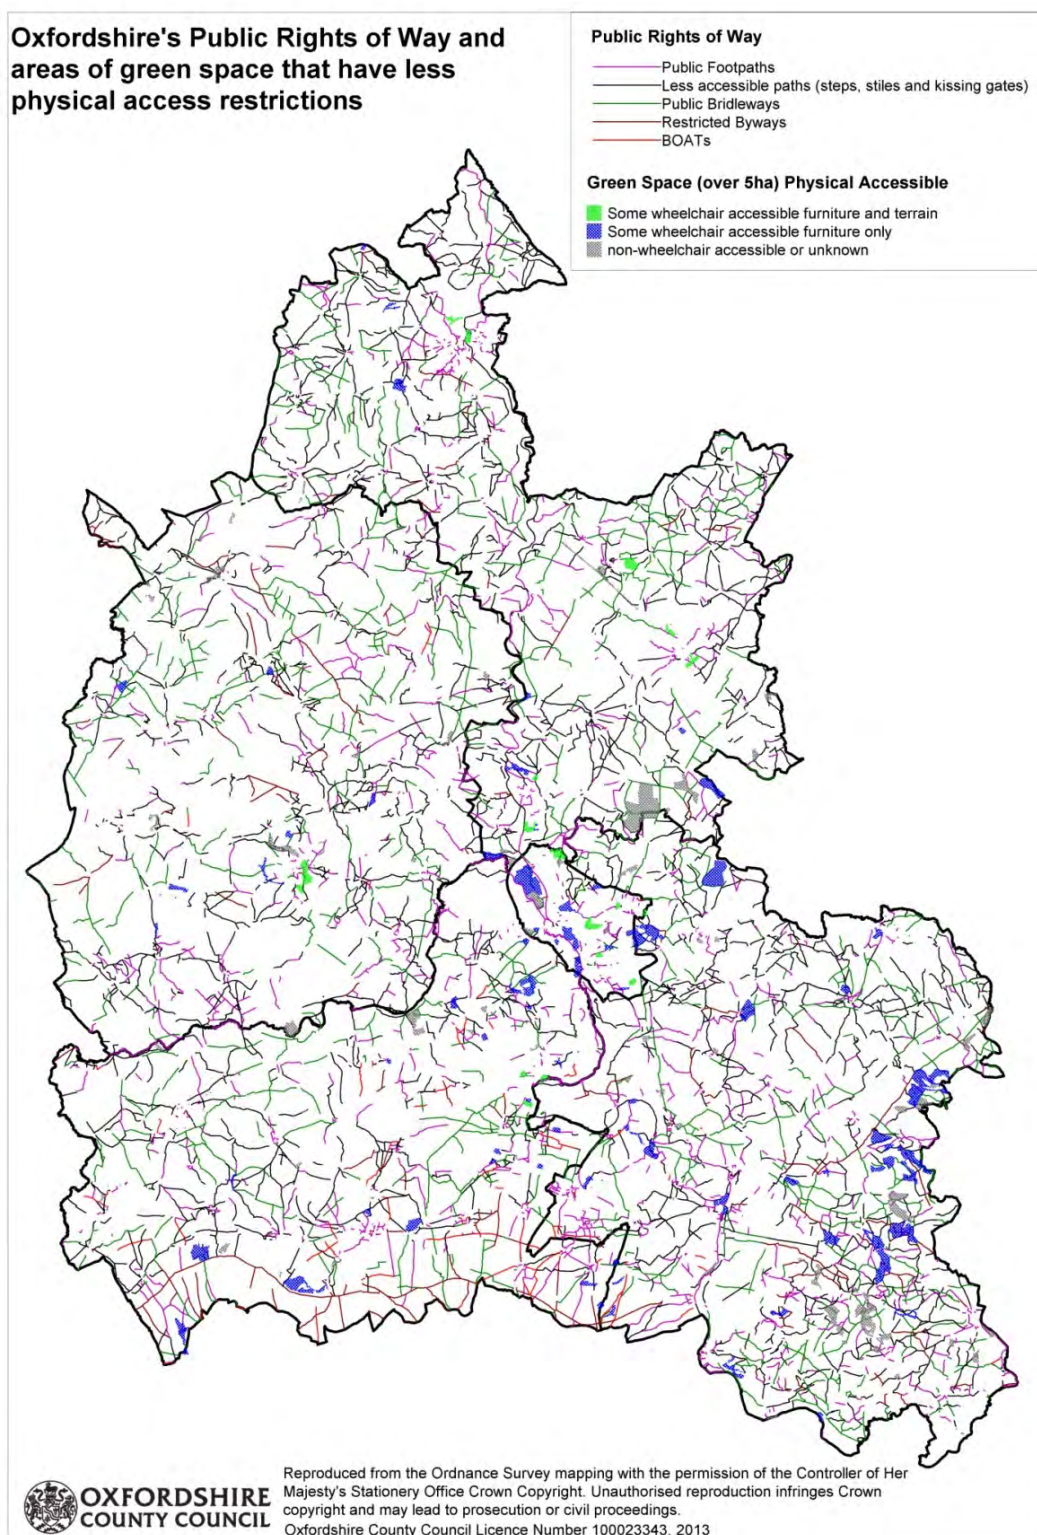 Oxfordshire's Public Rights of Way and
areas of green space that have less
physical access restrictions
Public Rights of Way
Public Footpaths
Less accessible paths (steps, stiles and kissing gates)
Public Bridleways
Restricted Byways
BOATs
Green Space (over 5ha) Physical Accessible
Some wheelchair accessible furniture and terrain
Some wheelchair accessible furniture only
non-wheelchair accessible or unknown
OXFORDSHIRE
COUNTY COUNCIL
Reproduced from the Ordnance Survey mapping with the permission of the Controller of Her
Majesty's Stationery Office Crown Copyright. Unauthorised reproduction infringes Crown
copyright and may lead to prosecution or civil proceedings.
Oxfordshire County Council Licence Number 100023343, 2013